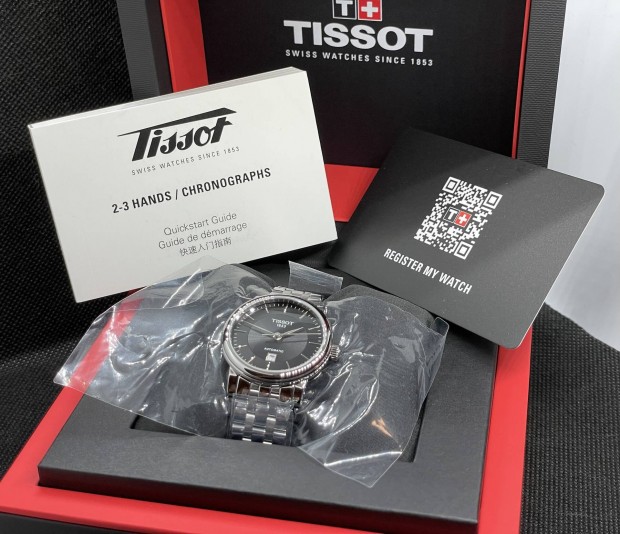 T+
TISSOT
SWISS WATCHES SINCE 1853
Tissot
SWISS WATCHES SINCE 1853
2-3 HANDS / CHRONOGRAPHS
Quickstart Guide
Guide de démarrage
快速入门指南
T+
REGISTER MY WATCH
TISSOT
1853
AUTOMATIC